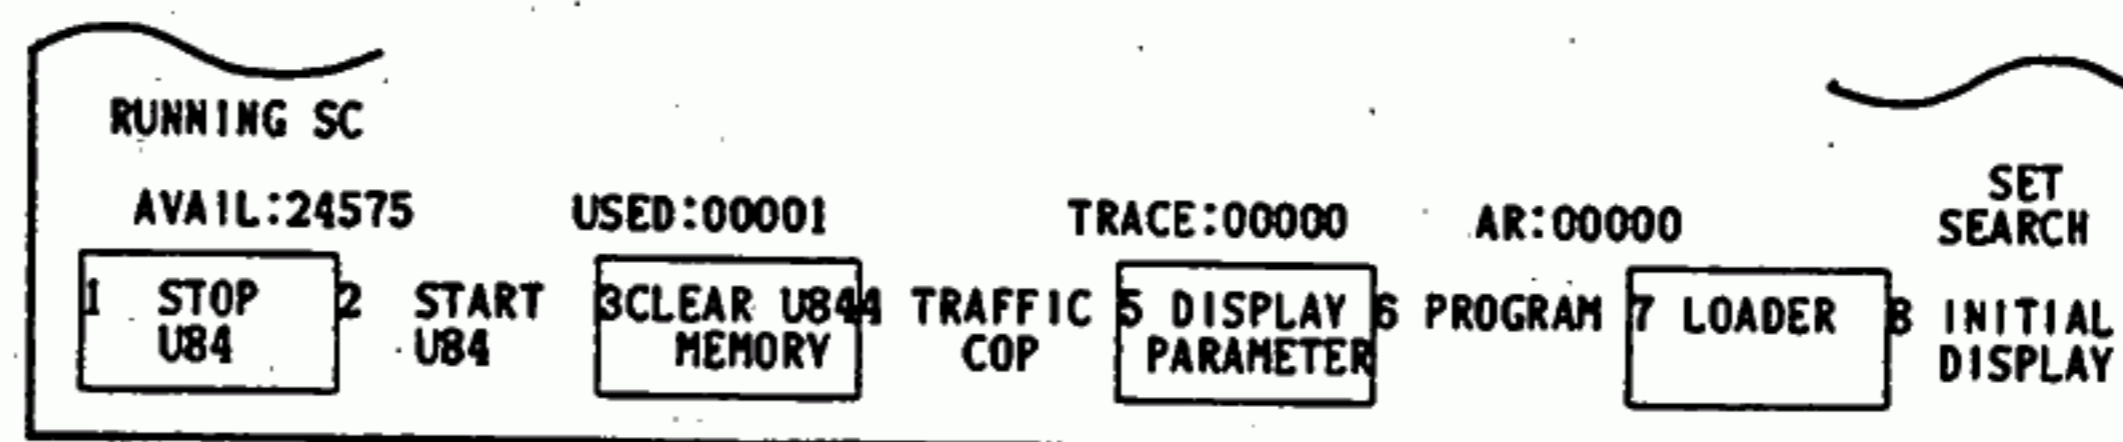 RUNNING SC
AVAIL:24575 USED:00001 TRACE:00000 AR:00000 SET SEARCH
1 STOP U84 2 START U84 3CLEAR U84 MEMORY 4 TRAFFIC COP 5 DISPLAY PARAMETER 6 PROGRAM 7 LOADER 8 INITIAL DISPLAY